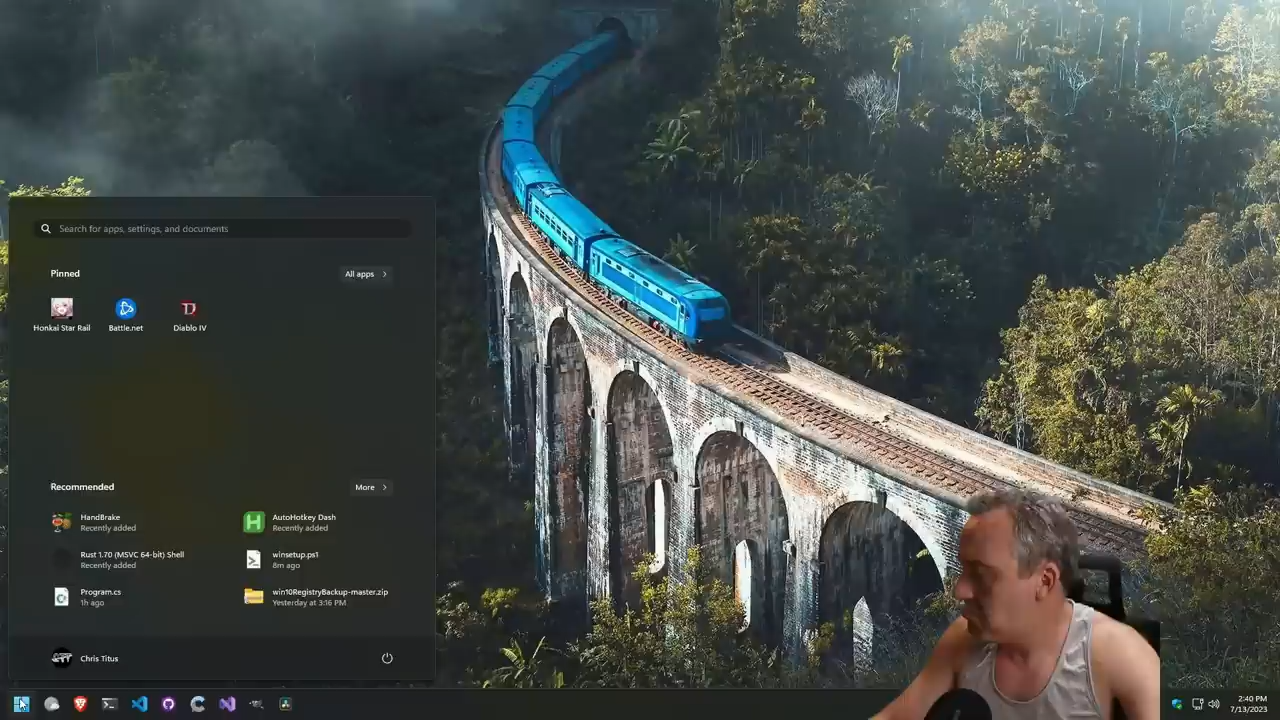 Search for apps, settings, and documents
Pinned
All apps
Honkai Star Rail
Battle.net
Diablo IV
Recommended
More
HandBrake
Recently added
AutoHotkey Dash
Recently added
Rust 1.70 (MSVC 64-bit) Shell
Recently added
winsetup.ps1
8m ago
Program.cs
1h ago
win10RegistryBackup-master.zip
Yesterday at 3:16 PM
Chris Titus
2:40 PM
7/13/2023